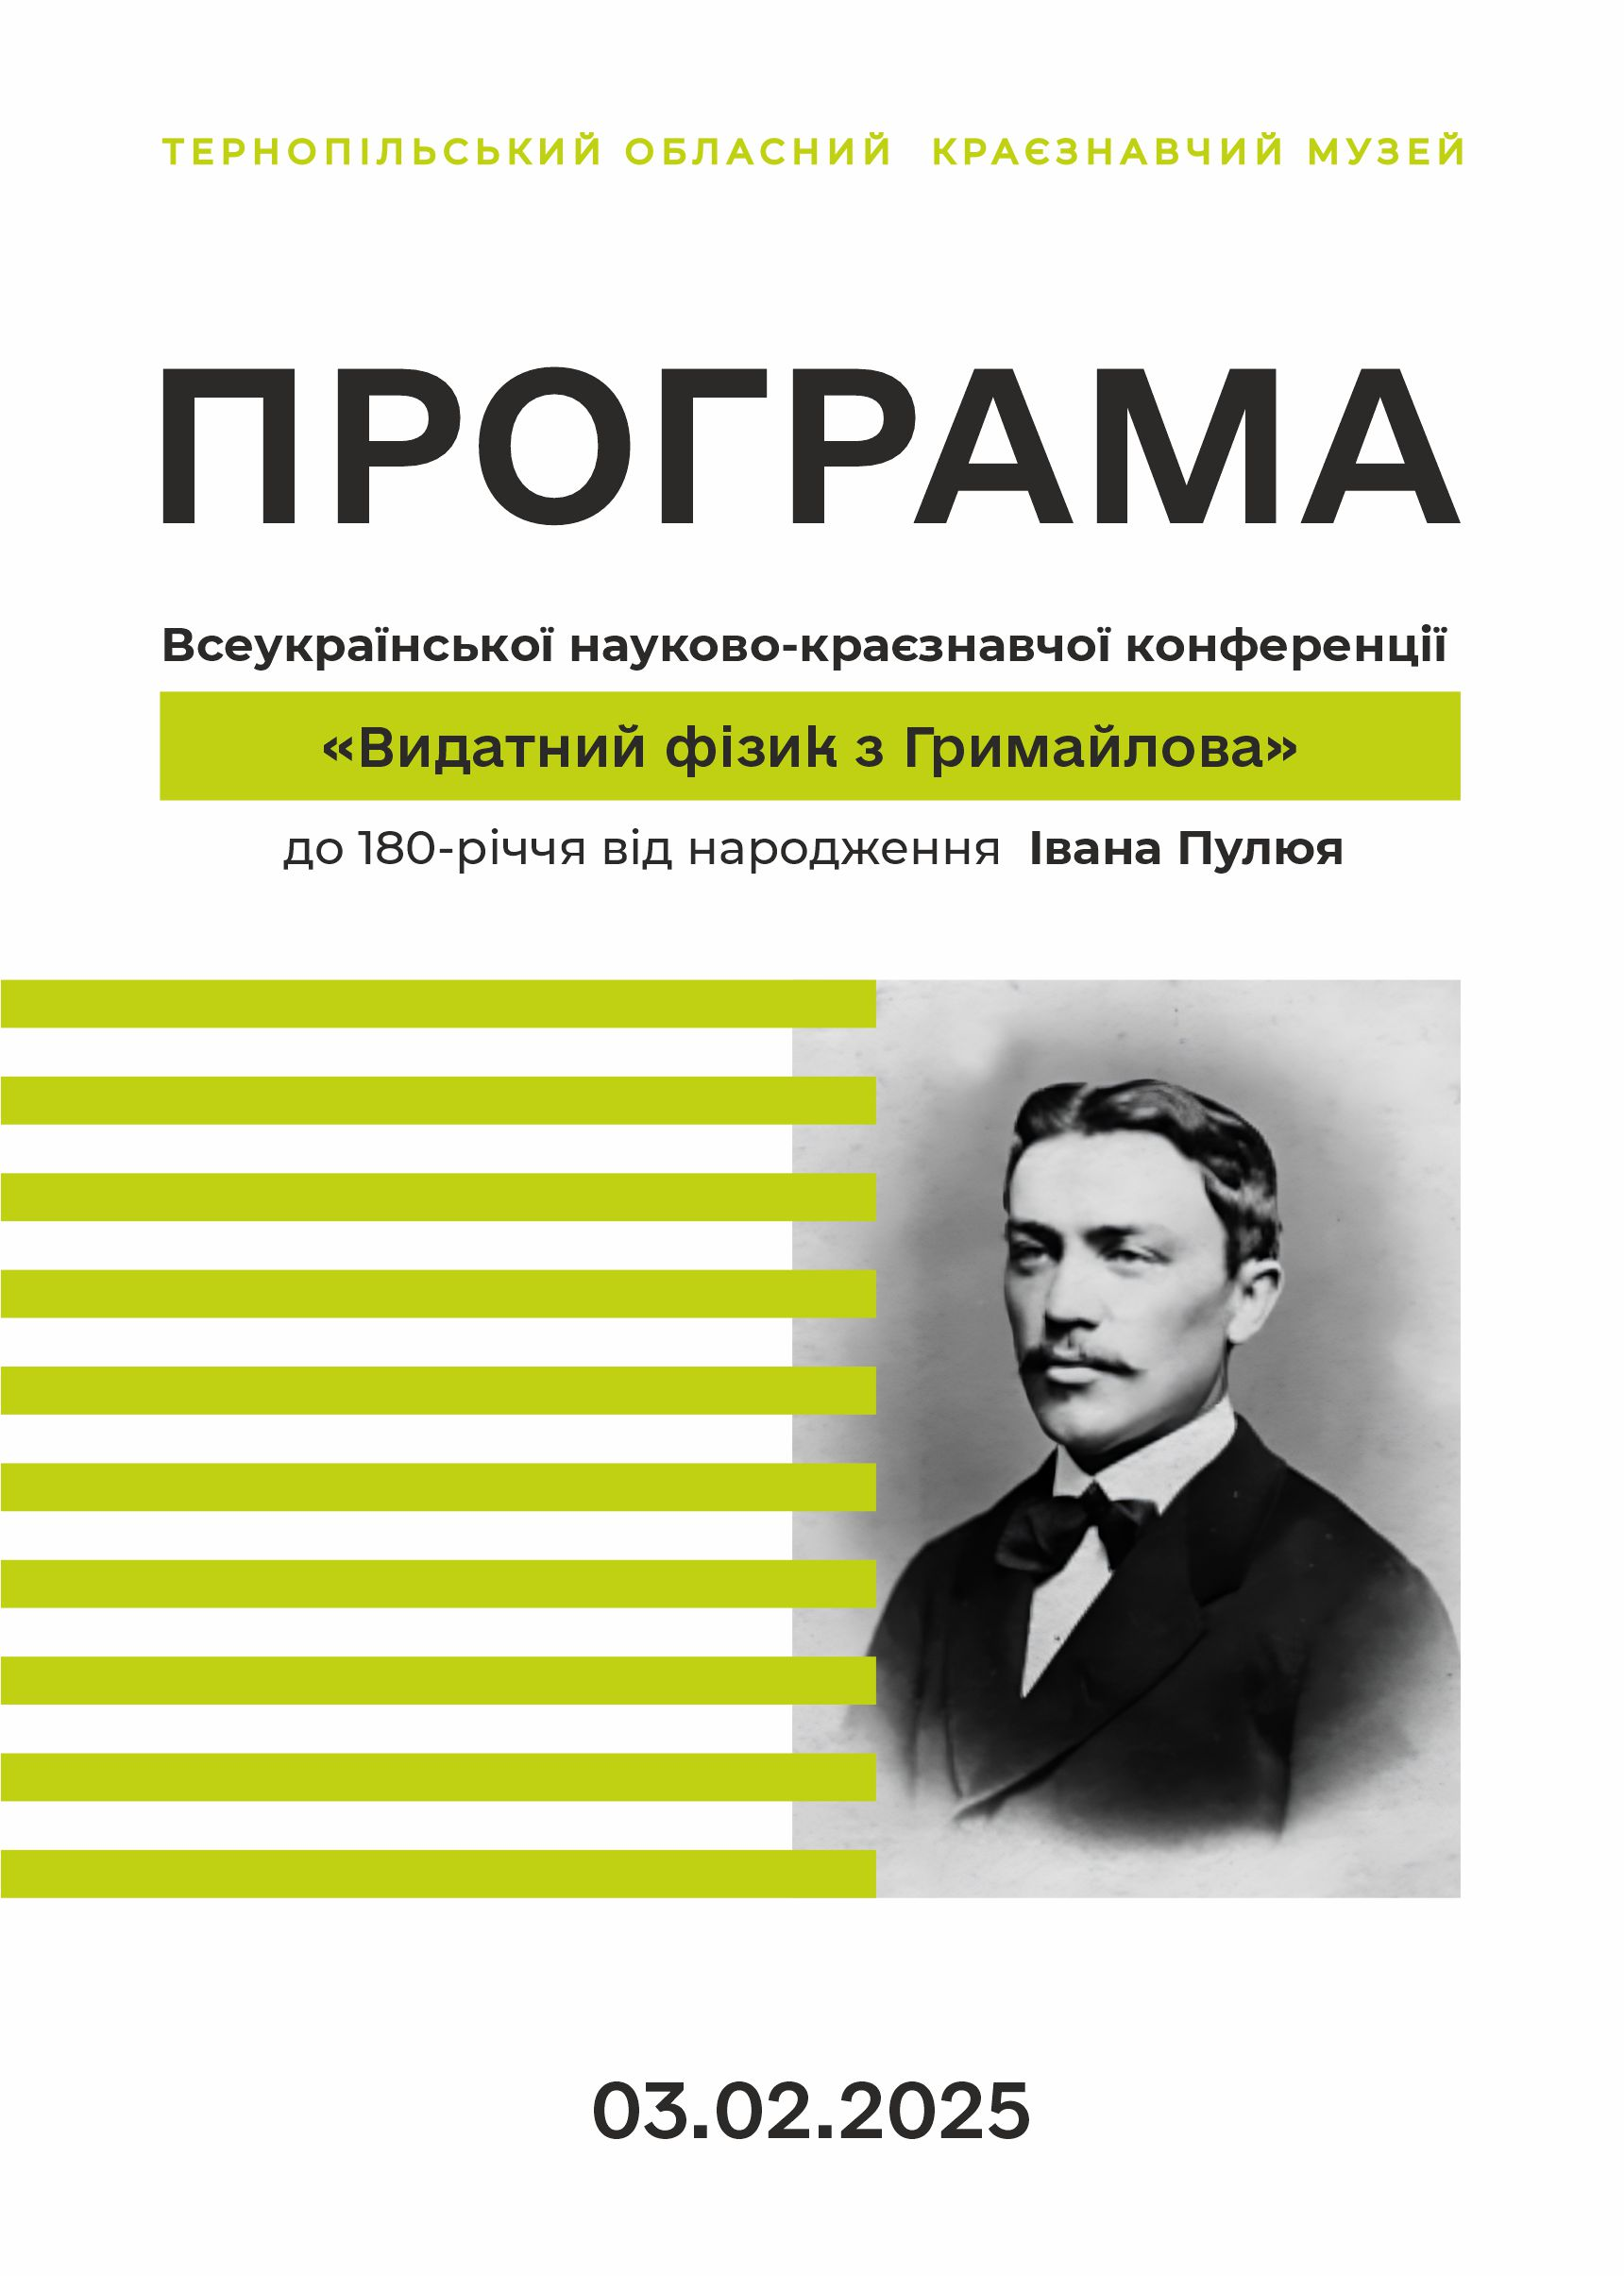 ТЕРНОПІЛЬСЬКИЙ ОБЛАСНИЙ КРАЄЗНАВЧИЙ МУЗЕЙ
ПРОГРАМА
Всеукраїнської науково-краєзнавчої конференції
«Видатний фізик з Гримайлова»
до 180-річчя від народження Івана Пулюя
03.02.2025